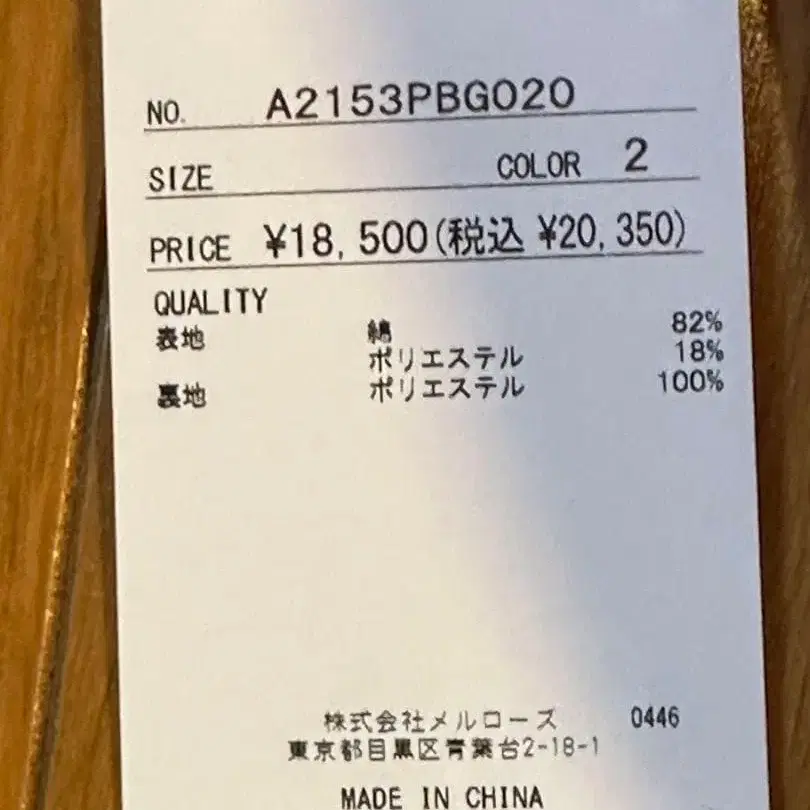 NO. A2153PBG020
SIZE COLOR 2
PRICE ¥18,500(税込 ¥20,350)
QUALITY
表地 綿 82%
ポリエステル 18%
裏地 ポリエステル 100%
株式会社メルローズ 0446
東京都目黒区青葉台2-18-1
MADE IN CHINA